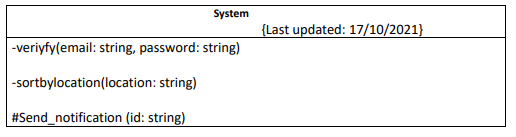 System
{Last updated: 17/10/2021}
-veriyfy(email: string, password: string)
-sortbylocation(location: string)
#Send_notification (id: string)